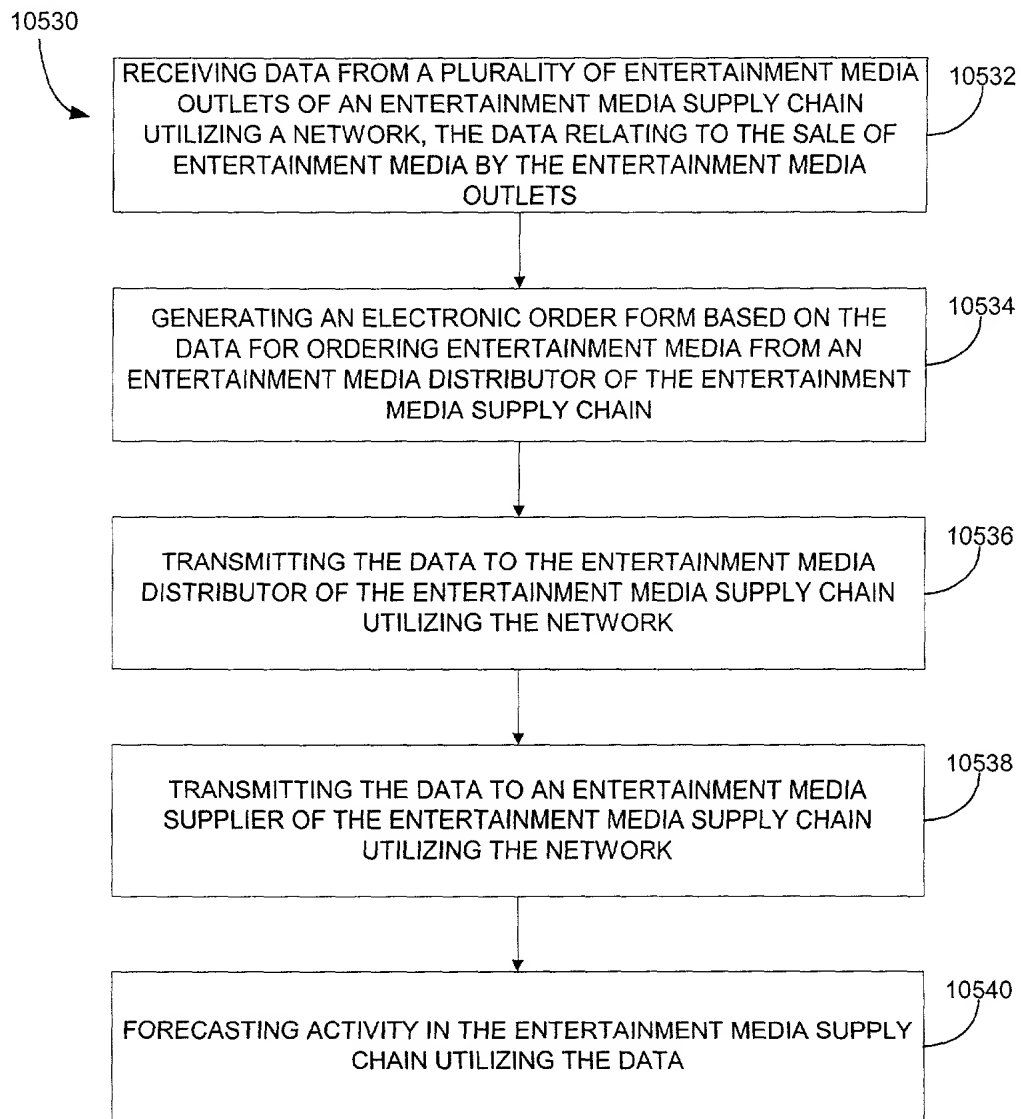 10530
RECEIVING DATA FROM A PLURALITY OF ENTERTAINMENT MEDIA
OUTLETS OF AN ENTERTAINMENT MEDIA SUPPLY CHAIN
UTILIZING A NETWORK, THE DATA RELATING TO THE SALE OF
ENTERTAINMENT MEDIA BY THE ENTERTAINMENT MEDIA
OUTLETS
10532
GENERATING AN ELECTRONIC ORDER FORM BASED ON THE
DATA FOR ORDERING ENTERTAINMENT MEDIA FROM AN
ENTERTAINMENT MEDIA DISTRIBUTOR OF THE ENTERTAINMENT
MEDIA SUPPLY CHAIN
10534
TRANSMITTING THE DATA TO THE ENTERTAINMENT MEDIA
DISTRIBUTOR OF THE ENTERTAINMENT MEDIA SUPPLY CHAIN
UTILIZING THE NETWORK
10536
TRANSMITTING THE DATA TO AN ENTERTAINMENT MEDIA
SUPPLIER OF THE ENTERTAINMENT MEDIA SUPPLY CHAIN
UTILIZING THE NETWORK
10538
FORECASTING ACTIVITY IN THE ENTERTAINMENT MEDIA SUPPLY
CHAIN UTILIZING THE DATA
10540